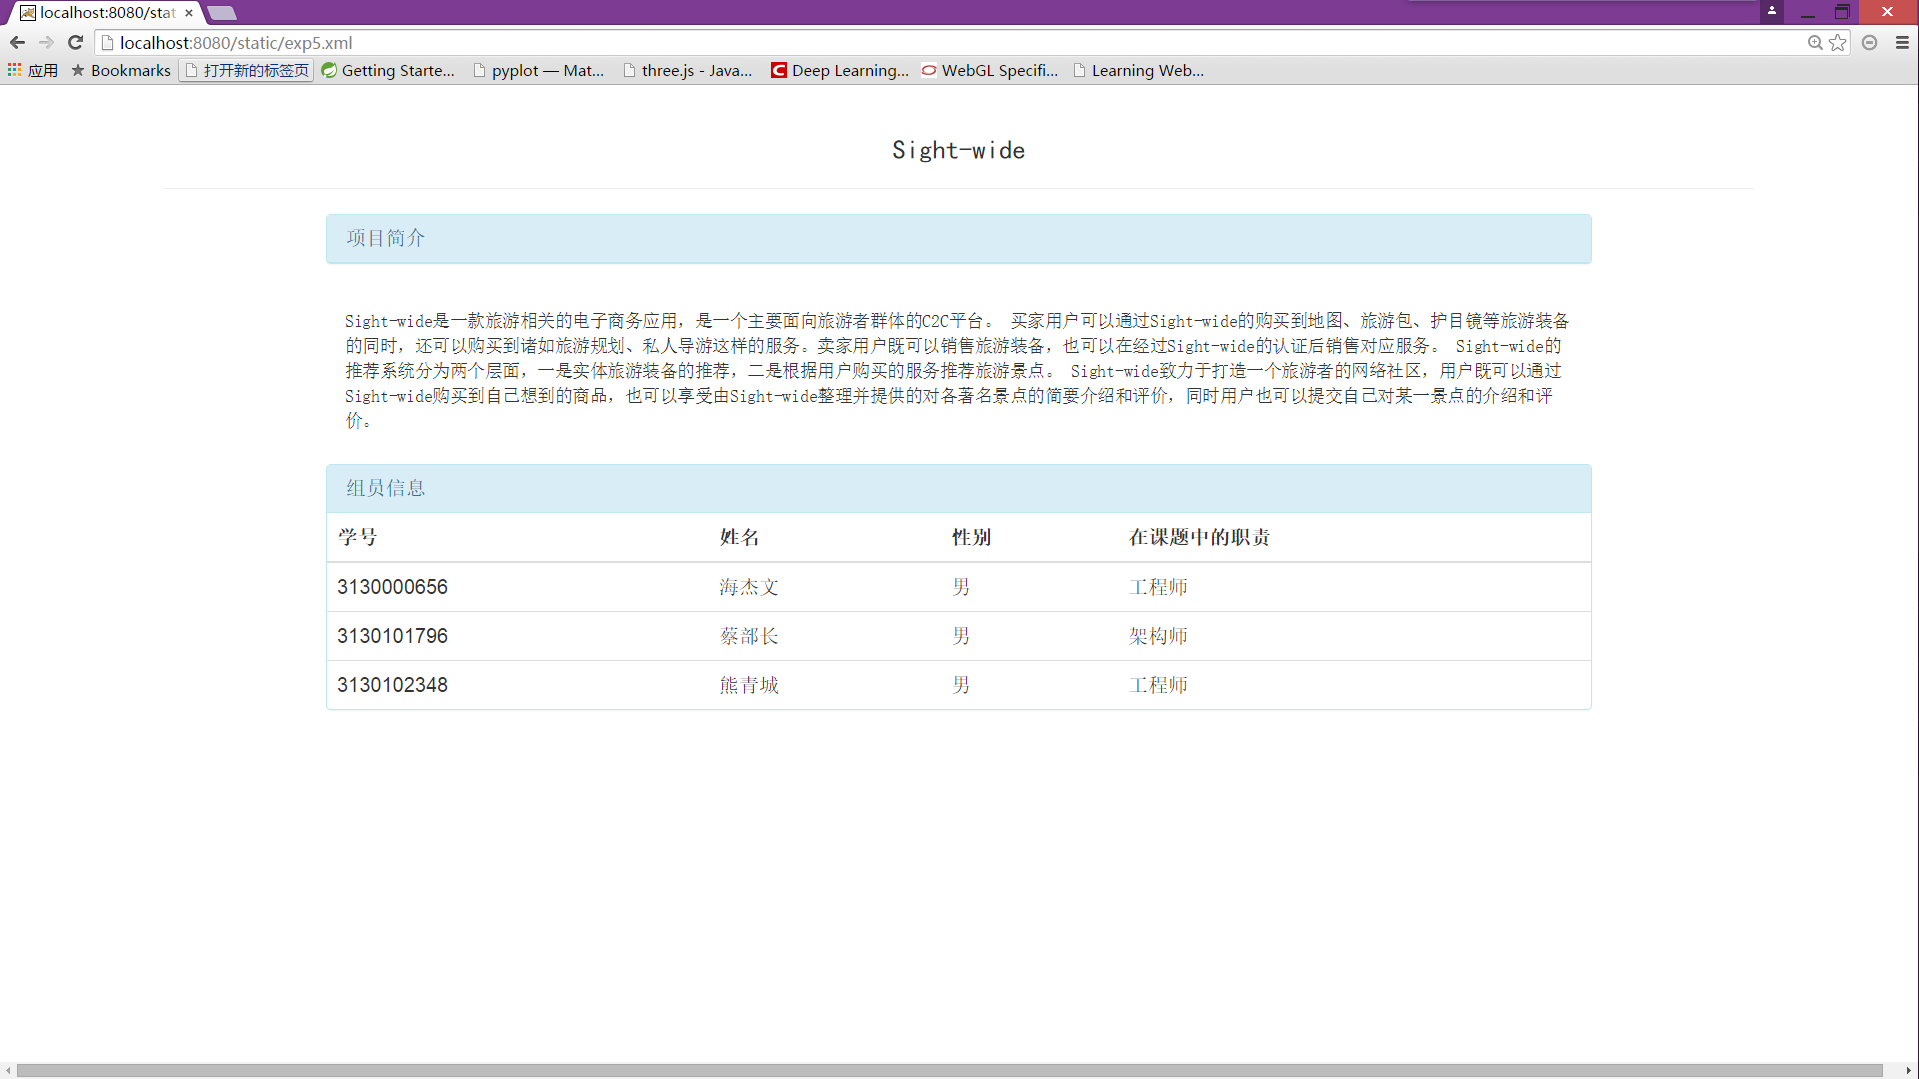 localhost:8080/stat
localhost:8080/static/exp5.xml
应用 Bookmarks 打开新的标签页 Getting Starte... pyplot — Mat... three.js - Java... Deep Learning... WebGL Specifi... Learning Web...
Sight-wide
项目简介
Sight-wide是一款旅游相关的电子商务应用，是一个主要面向旅游者群体的C2C平台。 买家用户可以通过Sight-wide的购买到地图、旅游包、护目镜等旅游装备
的同时，还可以购买到诸如旅游规划、私人导游这样的服务。卖家用户既可以销售旅游装备，也可以在经过Sight-wide的认证后销售对应服务。 Sight-wide的
推荐系统分为两个层面，一是实体旅游装备的推荐，二是根据用户购买的服务推荐旅游景点。 Sight-wide致力于打造一个旅游者的网络社区，用户既可以通过
Sight-wide购买到自己想到的商品，也可以享受由Sight-wide整理并提供的对各著名景点的简要介绍和评价，同时用户也可以提交自己对某一景点的介绍和评
价。
组员信息
学号 姓名 性别 在课题中的职责
3130000656 海杰文 男 工程师
3130101796 蔡部长 男 架构师
3130102348 熊青城 男 工程师